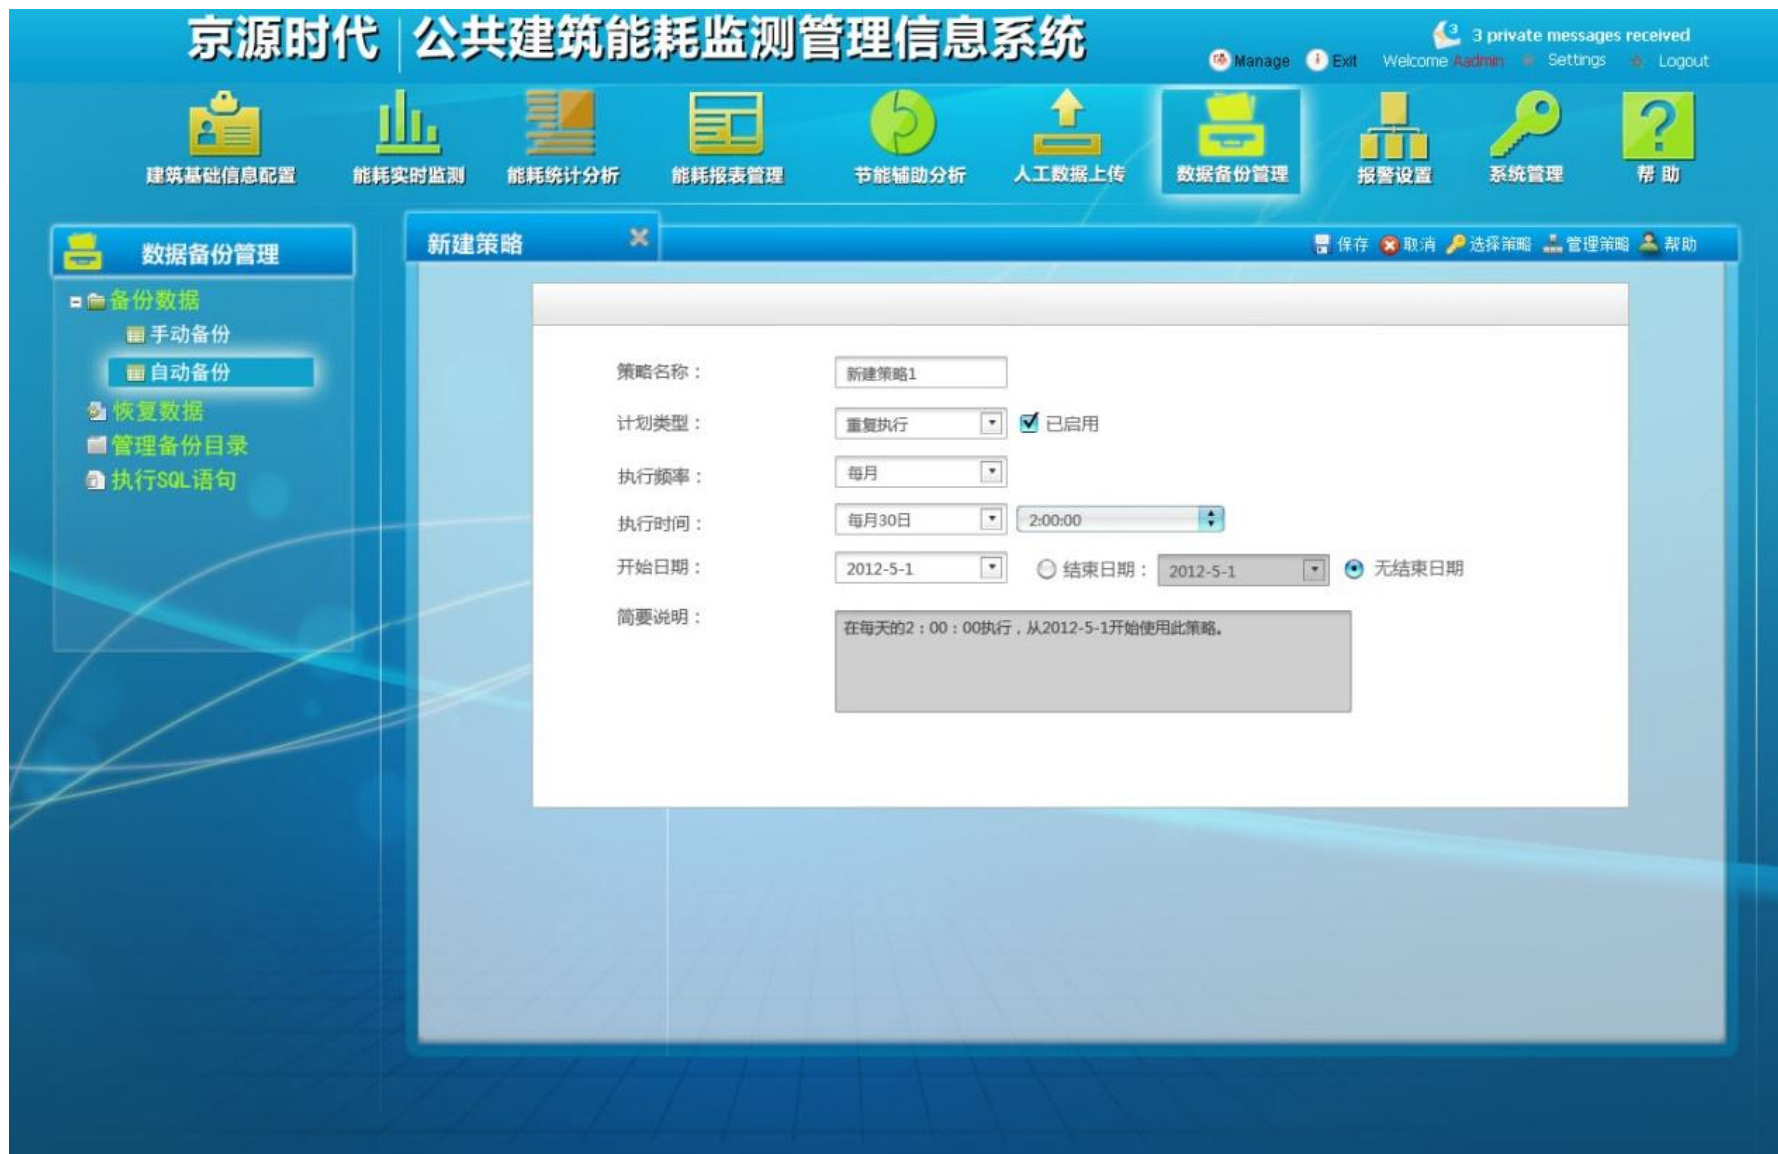 京源时代 公共建筑能耗监测管理信息系统
3 3 private messages received
Manage Exit Welcome Aadmin Settings Logout
建筑基础信息配置 能耗实时监测 能耗统计分析 能耗报表管理 节能辅助分析 人工数据上传 数据备份管理 报警设置 系统管理 帮 助
数据备份管理
备份数据
手动备份
自动备份
恢复数据
管理备份目录
执行SQL语句
新建策略
保存 取消 选择策略 管理策略 帮助
策略名称： 新建策略1
计划类型： 重复执行 已启用
执行频率： 每月
执行时间： 每月30日 2:00:00
开始日期： 2012-5-1 结束日期： 2012-5-1 无结束日期
简要说明： 在每天的2：00：00执行，从2012-5-1开始使用此策略。